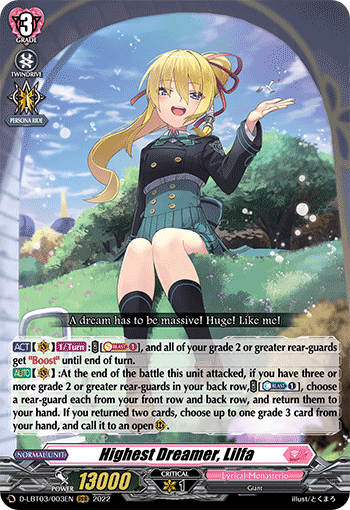 3
GRADE
TWINDRIVE
PERSONA RIDE
A dream has to be massive! Huge! Like me!
ACT【】1/Turn:【BLAST 1】, and all of your grade 2 or greater rear-guards
get "Boost" until end of turn.
AUTO【】:At the end of the battle this unit attacked, if you have three or
more grade 2 or greater rear-guards in your back row,【BLAST 1】, choose
a rear-guard each from your front row and back row, and return them to
your hand. If you returned two cards, choose up to one grade 3 card from
your hand, and call it to an open .
NORMAL UNIT
Highest Dreamer, Lilfa
POWER 13000
CRITICAL
1
Lyrical Monasterio
Giant
D-LBT03/003EN RRR 2022
illust/とくまろ